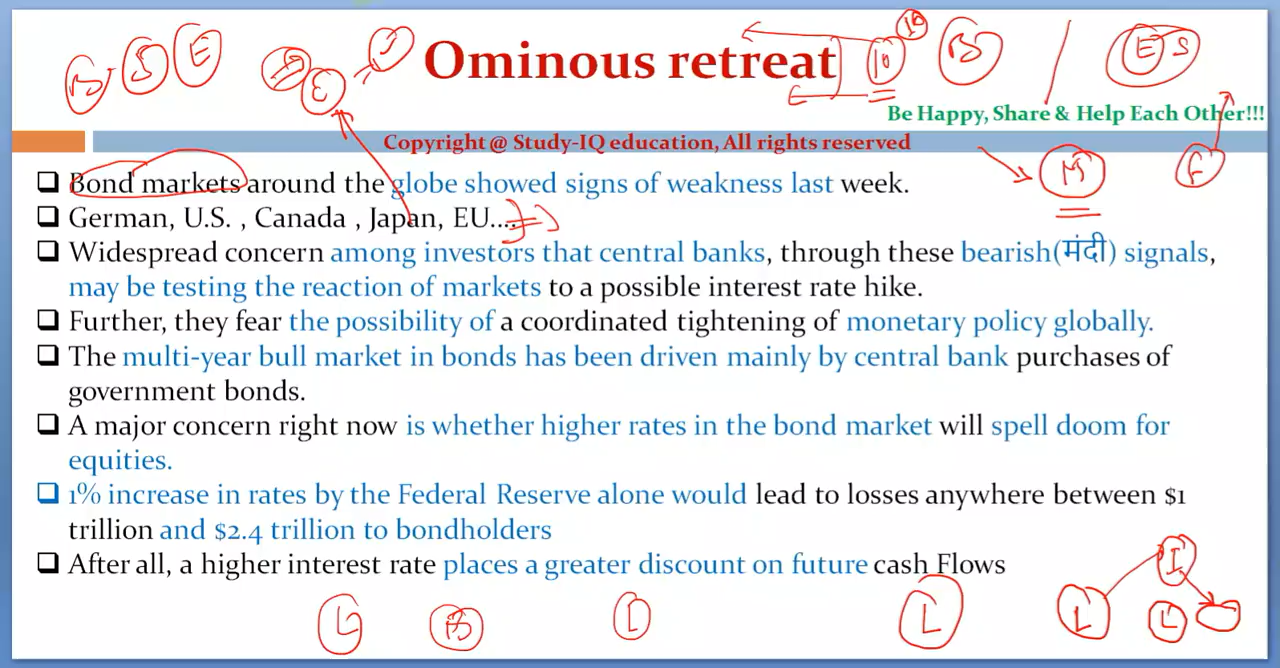 Ominous retreat
Be Happy, Share & Help Each Other!!!
Copyright @ Study-IQ education, All rights reserved
Bond markets around the globe showed signs of weakness last week.
German, U.S. , Canada , Japan, EU....
Widespread concern among investors that central banks, through these bearish(मंदी) signals,
may be testing the reaction of markets to a possible interest rate hike.
Further, they fear the possibility of a coordinated tightening of monetary policy globally.
The multi-year bull market in bonds has been driven mainly by central bank purchases of
government bonds.
A major concern right now is whether higher rates in the bond market will spell doom for
equities.
1% increase in rates by the Federal Reserve alone would lead to losses anywhere between $1
trillion and $2.4 trillion to bondholders
After all, a higher interest rate places a greater discount on future cash Flows